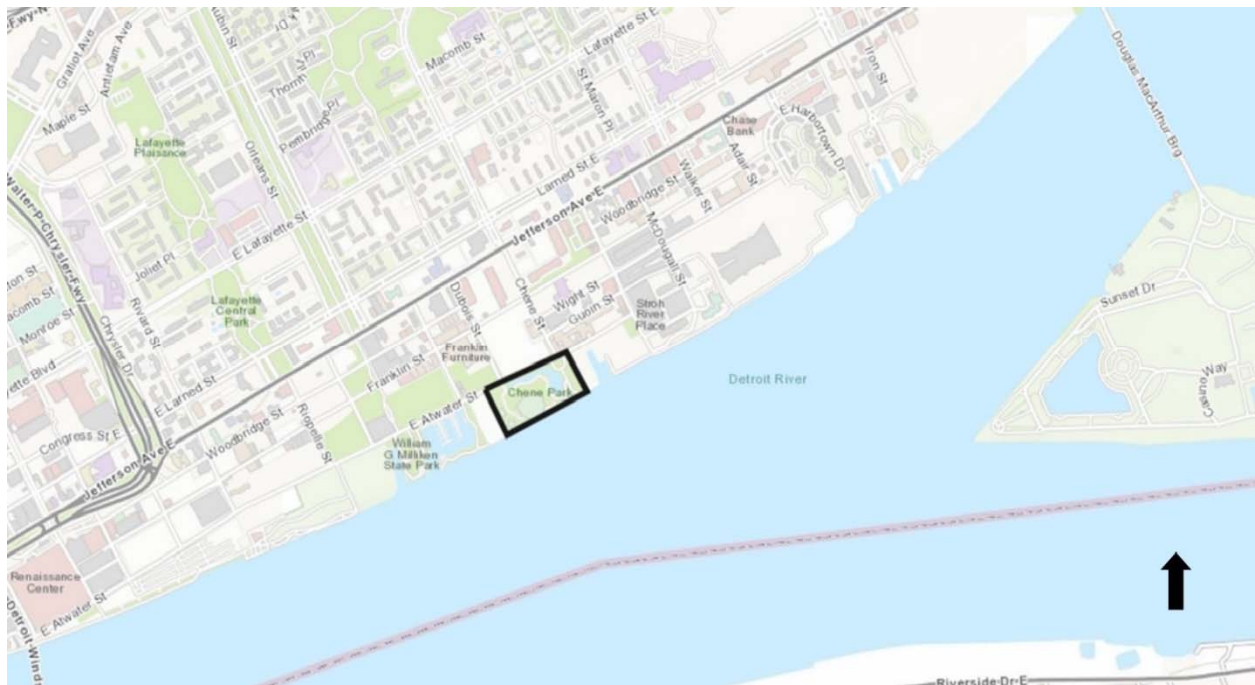 Fwy-N
Gratiot Ave
Antietam Ave
Maple St
Lafayette
Plaisance
Orleans St
Pembridge Pl
Macomb St
Lafayette St E
St Maron Pl
Iron St
Douglas MacArthur Brg
E Harbortown Dr
Chase
Bank
Adair St
Walker St
Larned St E
Woodbridge St
Jefferson Ave E
McDougall St
Walter-P-Chrysler-Fwy
E Lafayette St
Joliet Pl
Rivard St
Chrysler Dr
Monroe St
Lafayette
Central
Park
Dubois St
Chene St
Wight St
Guoin St
Stroh
River
Place
Sunset Dr
Franklin
Furniture
Franklin St
E Larned St
Chene Park
Detroit River
Casino Way
E Atwater St
Riopelle St
Woodbridge St
Congress St E
Jefferson Ave E
William
G Milliken
State Park
Renaissance
Center
E Atwater St
Riverside Dr E